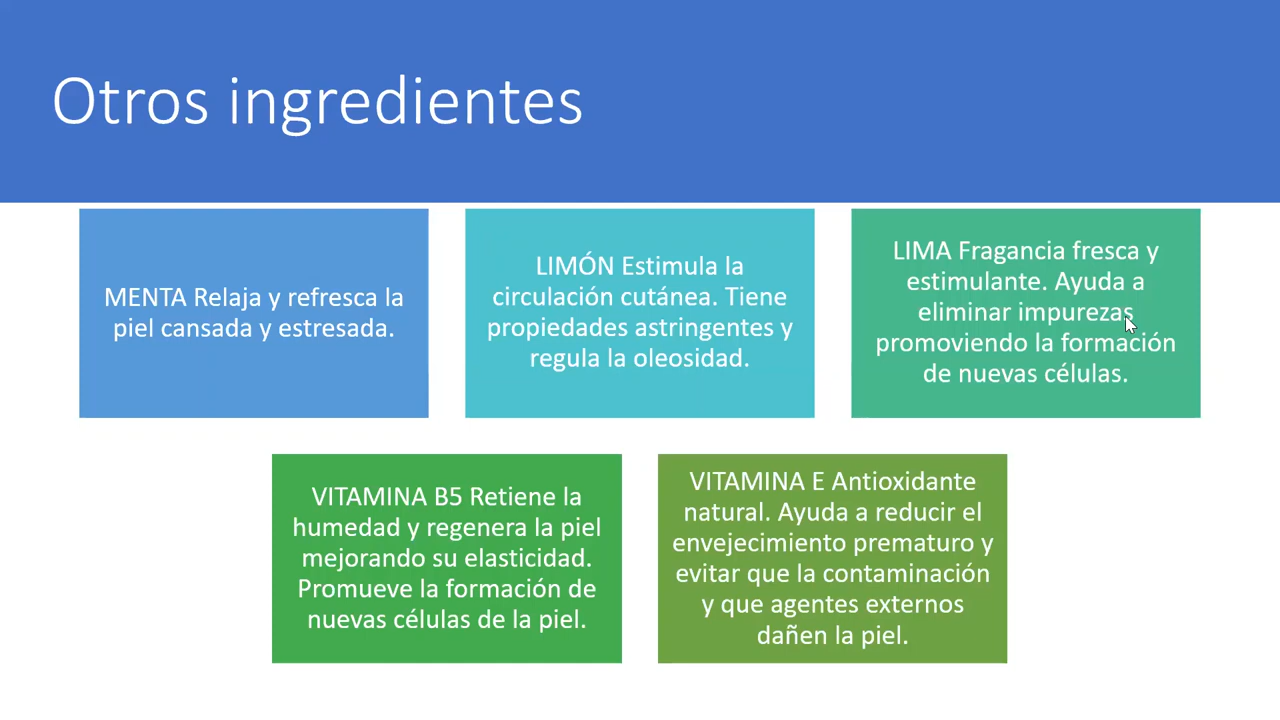 Otros ingredientes
MENTA Relaja y refresca la
piel cansada y estresada.
LIMÓN Estimula la
circulación cutánea. Tiene
propiedades astringentes y
regula la oleosidad.
LIMA Fragancia fresca y
estimulante. Ayuda a
eliminar impurezas
promoviendo la formación
de nuevas células.
VITAMINA B5 Retiene la
humedad y regenera la piel
mejorando su elasticidad.
Promueve la formación de
nuevas células de la piel.
VITAMINA E Antioxidante
natural. Ayuda a reducir el
envejecimiento prematuro y
evitar que la contaminación
y que agentes externos
dañen la piel.